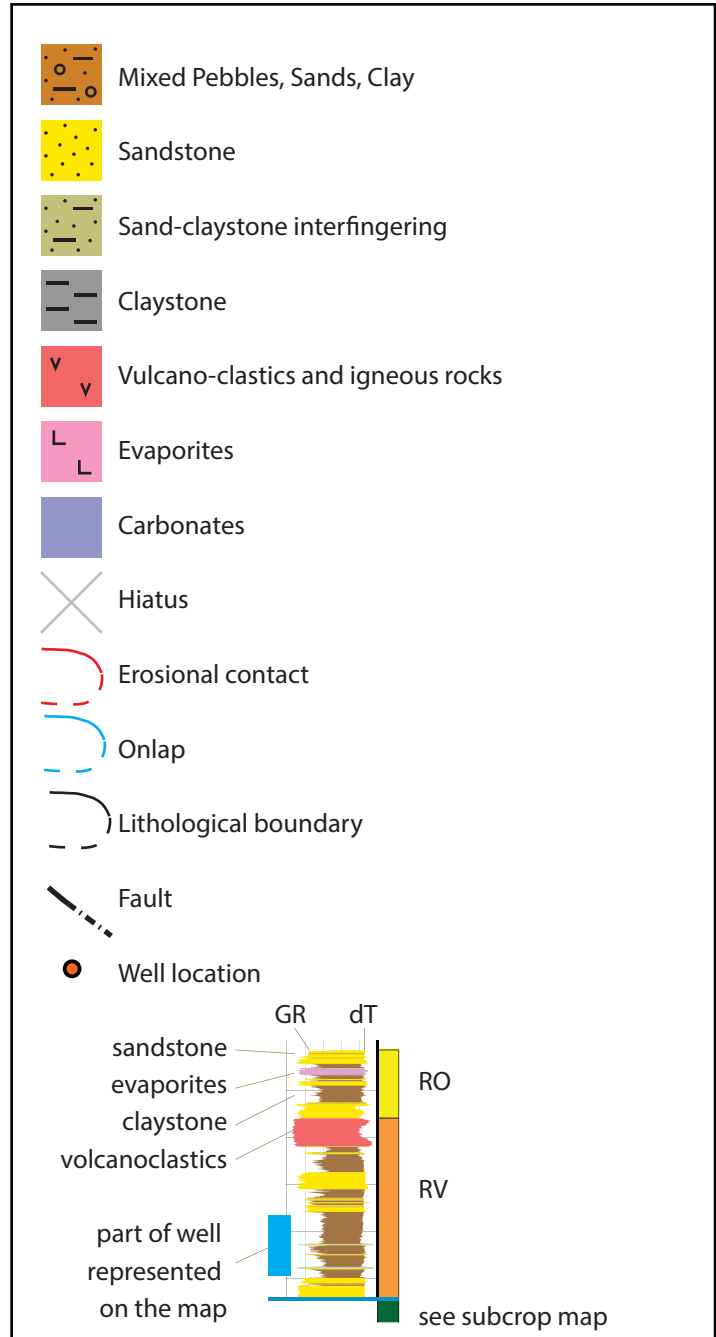 Mixed Pebbles, Sands, Clay
Sandstone
Sand-claystone interfingering
Claystone
Vulcano-clastics and igneous rocks
Evaporites
Carbonates
Hiatus
Erosional contact
Onlap
Lithological boundary
Fault
Well location
GR dT
sandstone
evaporites
claystone
volcanoclastics
RO
RV
part of well
represented
on the map
see subcrop map